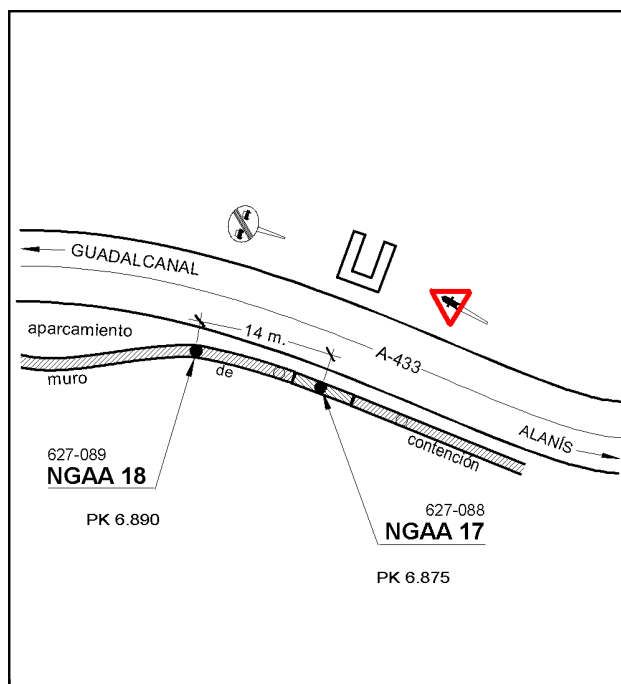 GUADALCANAL
14 m.
aparcamiento
A-433
muro
de
contención
ALANÍS
627-089
NGAA 18
PK 6.890
627-088
NGAA 17
PK 6.875